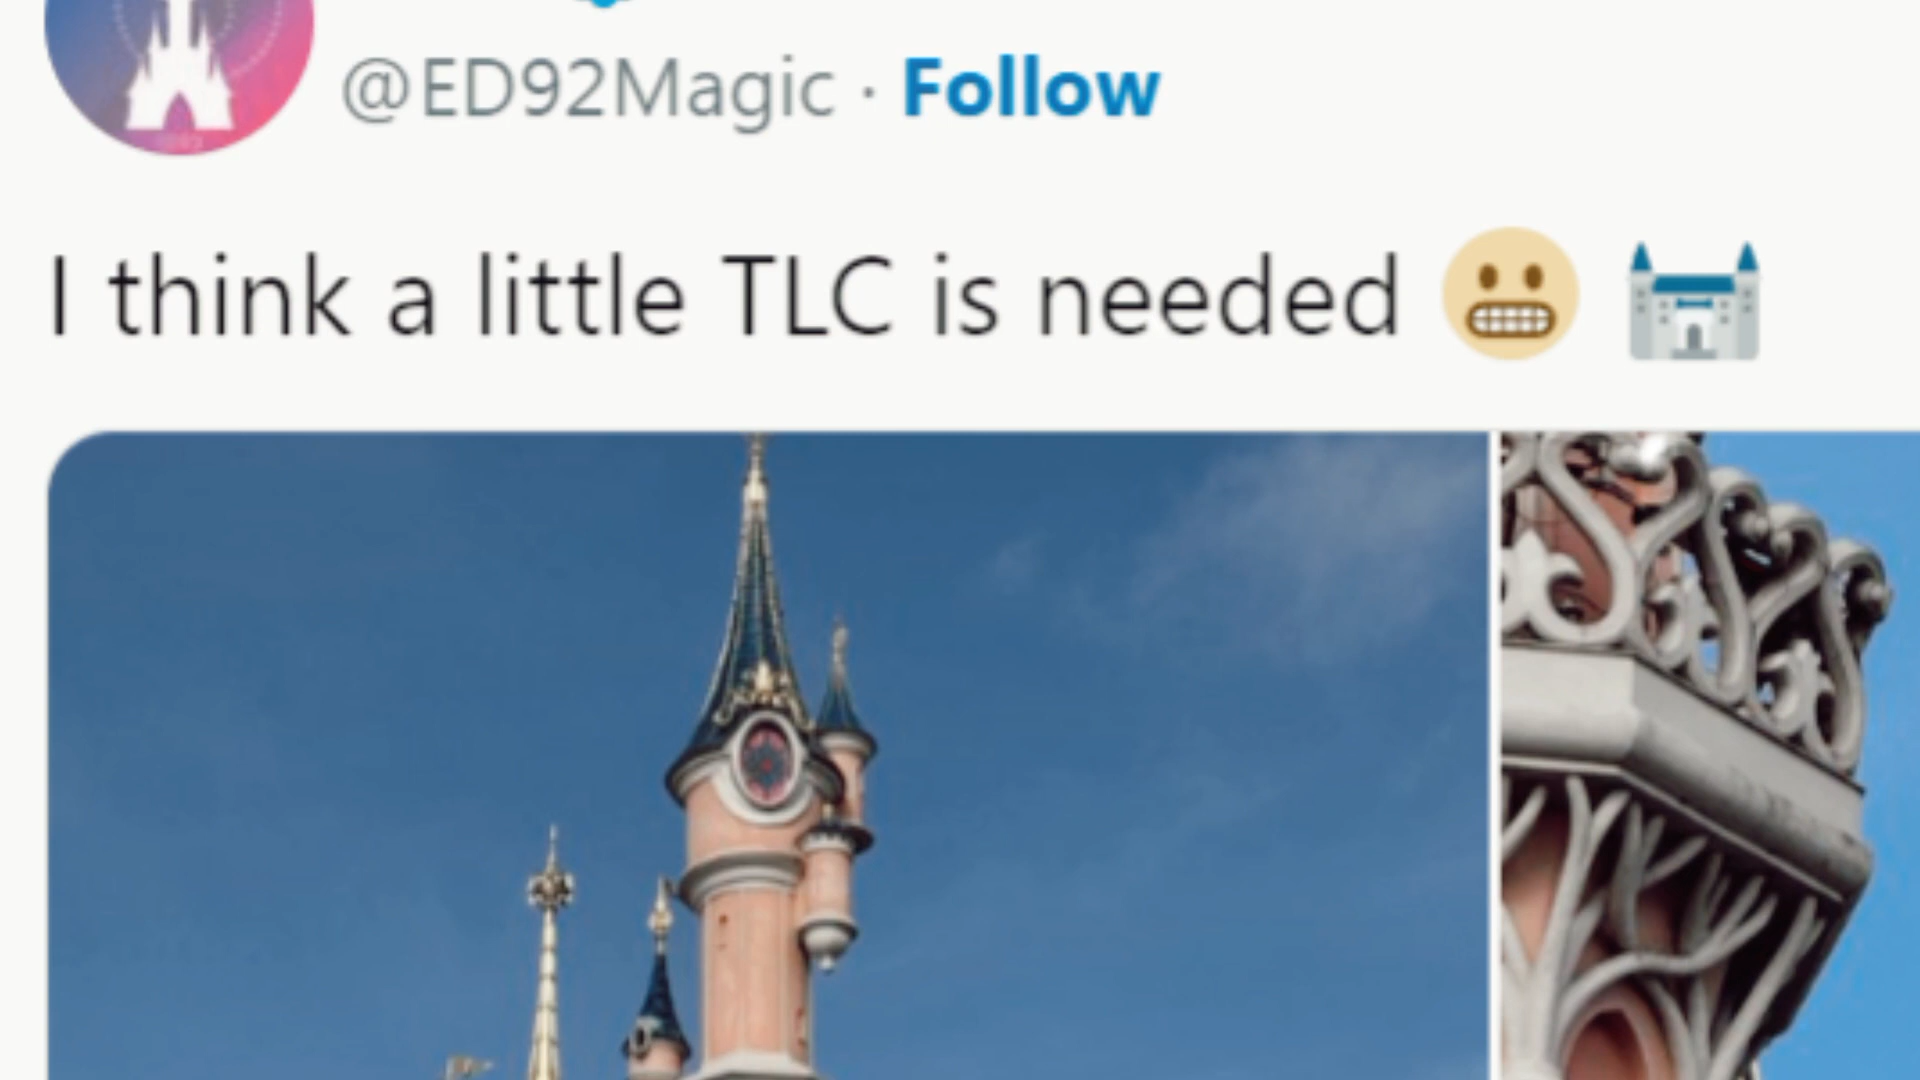 @ED92Magic · Follow
I think a little TLC is needed 😬 🏰